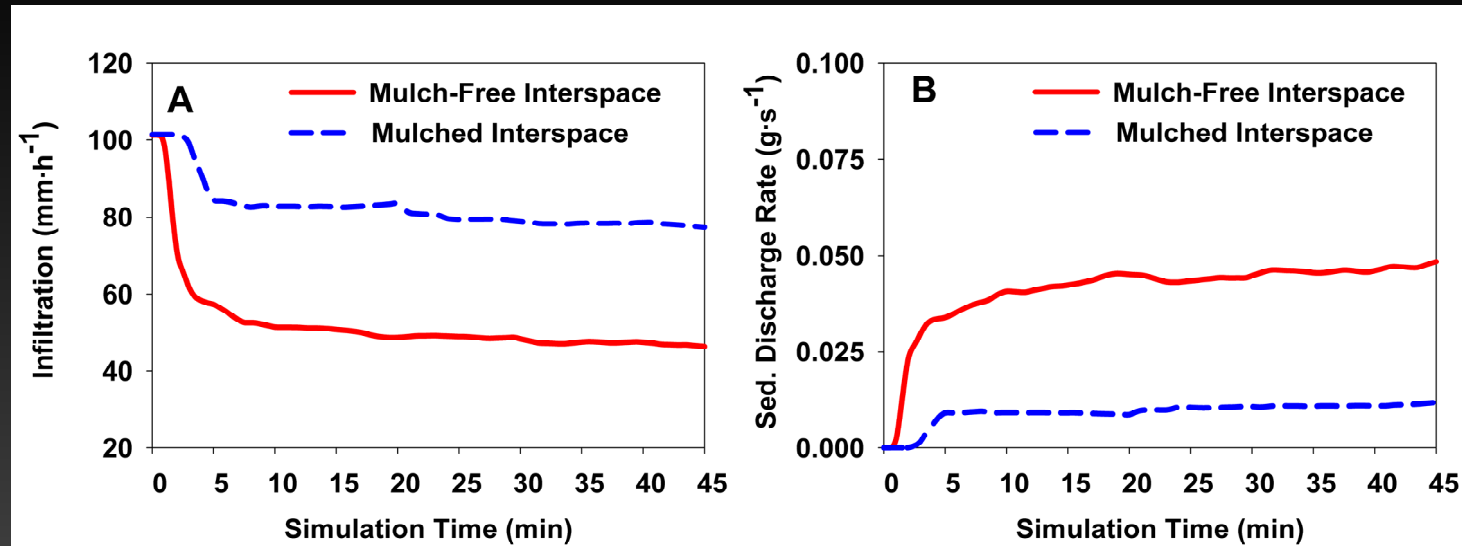 A
Mulch-Free Interspace
Mulched Interspace
Infiltration (mm·h⁻¹)
120
100
80
60
40
20
0 5 10 15 20 25 30 35 40 45
Simulation Time (min)
B
Mulch-Free Interspace
Mulched Interspace
Sed. Discharge Rate (g·s⁻¹)
0.100
0.075
0.050
0.025
0.000
0 5 10 15 20 25 30 35 40 45
Simulation Time (min)